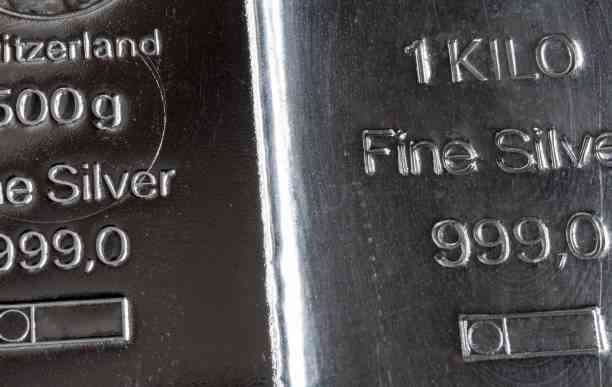 itzerland
500g
ne Silver
999,0
1 KILO
Fine Silve
999,0